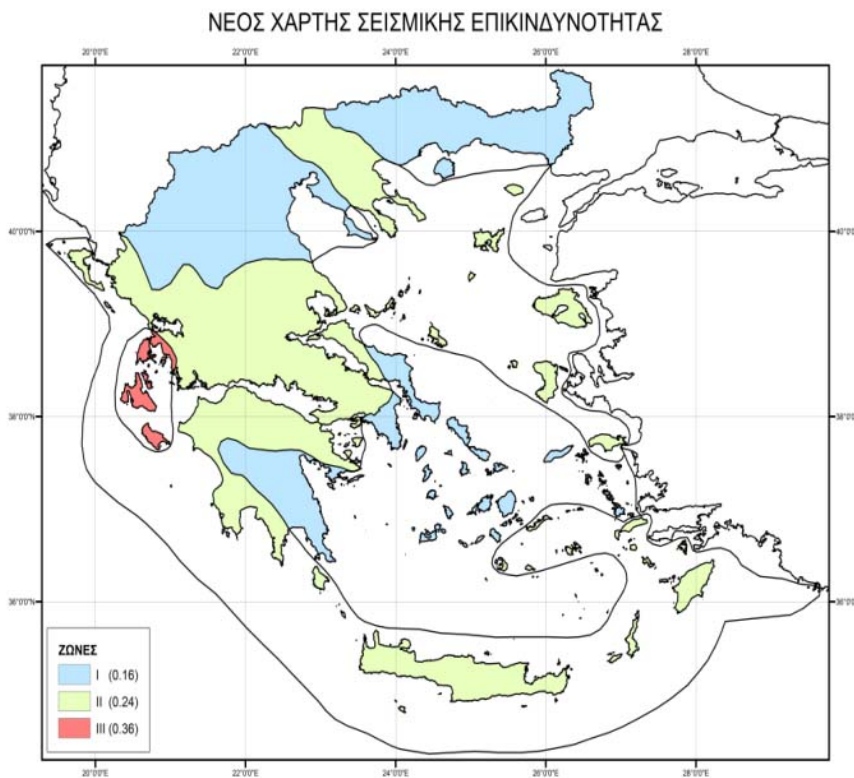 ΝΕΟΣ ΧΑΡΤΗΣ ΣΕΙΣΜΙΚΗΣ ΕΠΙΚΙΝΔΥΝΟΤΗΤΑΣ
20°0'0"E 22°0'0"E 24°0'0"E 26°0'0"E 28°0'0"E
40°0'0"N 40°0'0"N
38°0'0"N 38°0'0"N
36°0'0"N 36°0'0"N
ΖΩΝΕΣ
I (0.16)
II (0.24)
III (0.36)
20°0'0"E 22°0'0"E 24°0'0"E 26°0'0"E 28°0'0"E